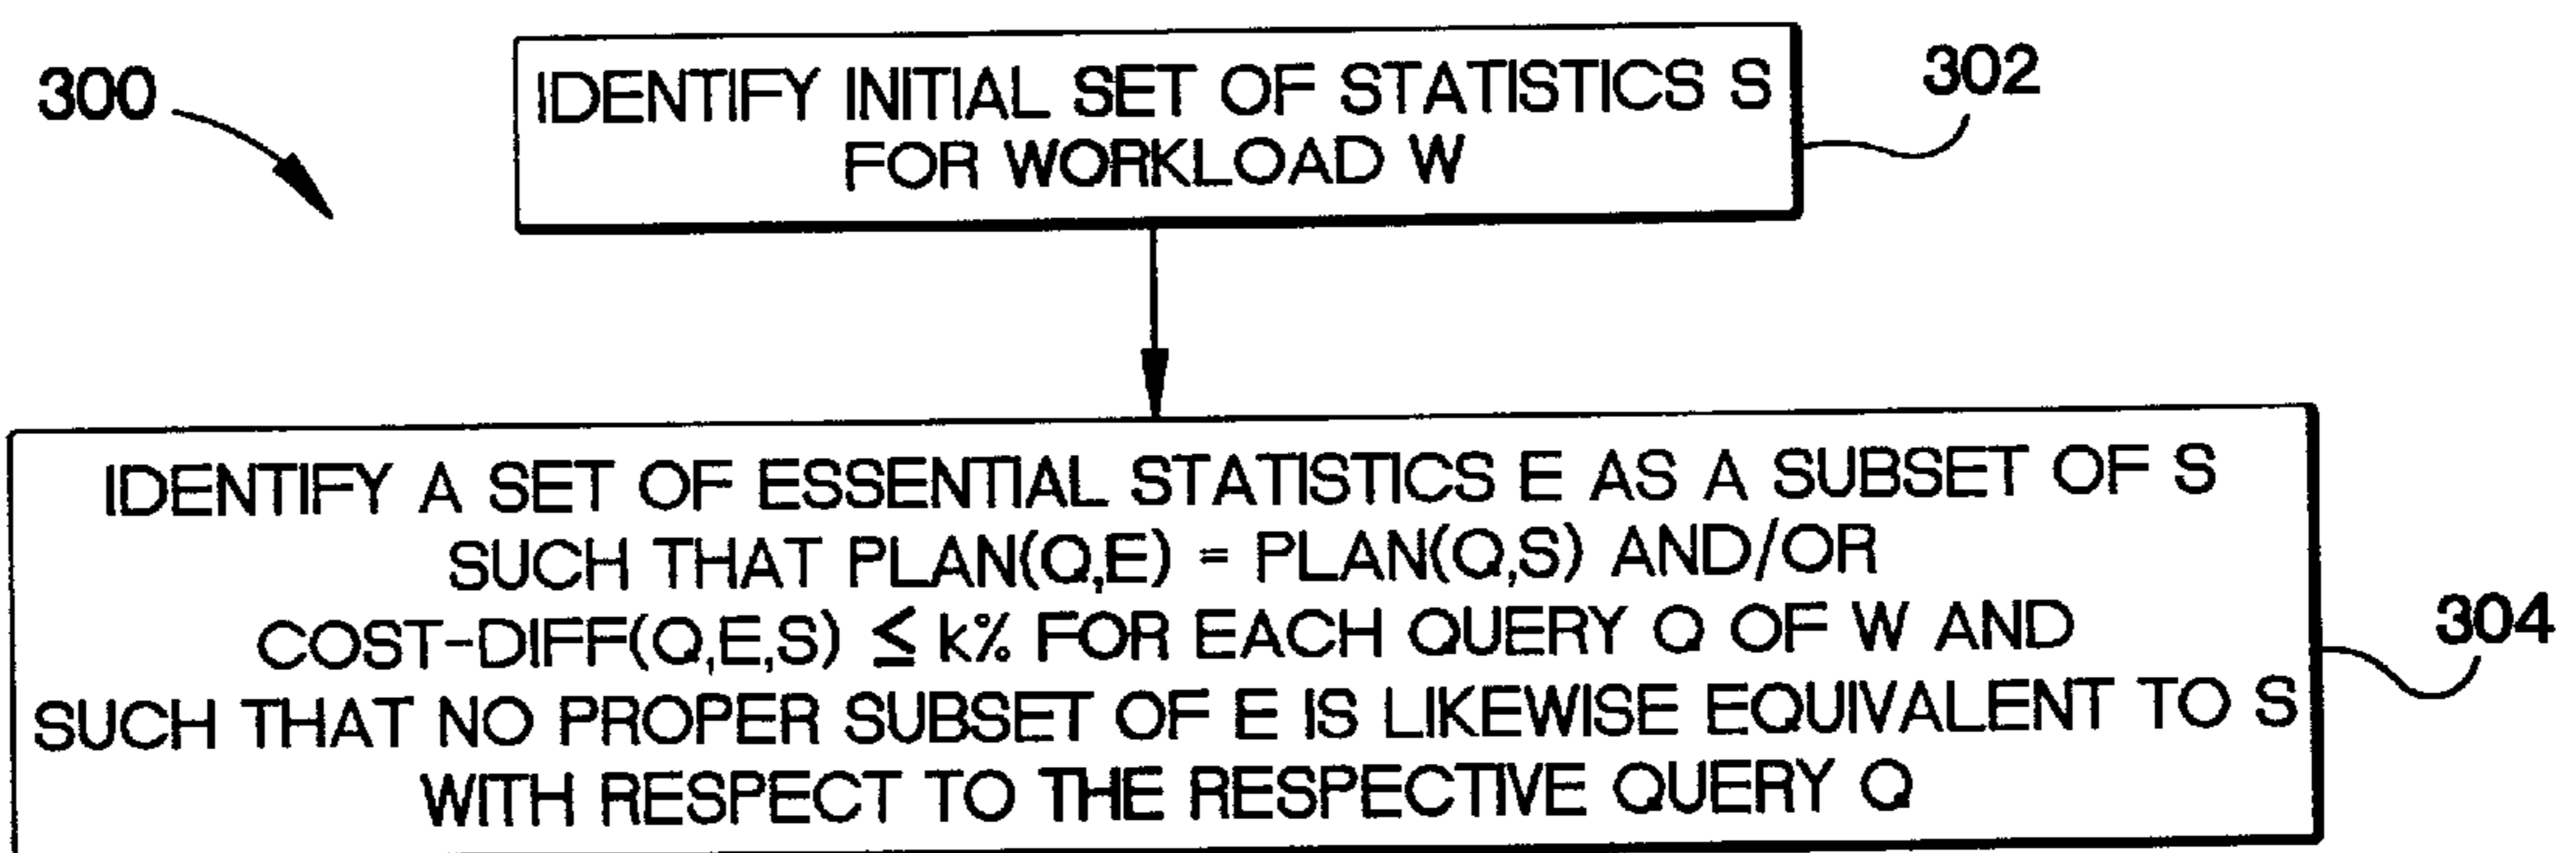 300
IDENTIFY INITIAL SET OF STATISTICS S
FOR WORKLOAD W
302
IDENTIFY A SET OF ESSENTIAL STATISTICS E AS A SUBSET OF S
SUCH THAT PLAN(Q,E) = PLAN(Q,S) AND/OR
COST-DIFF(Q,E,S) ≤ k% FOR EACH QUERY Q OF W AND
SUCH THAT NO PROPER SUBSET OF E IS LIKEWISE EQUIVALENT TO S
WITH RESPECT TO THE RESPECTIVE QUERY Q
304